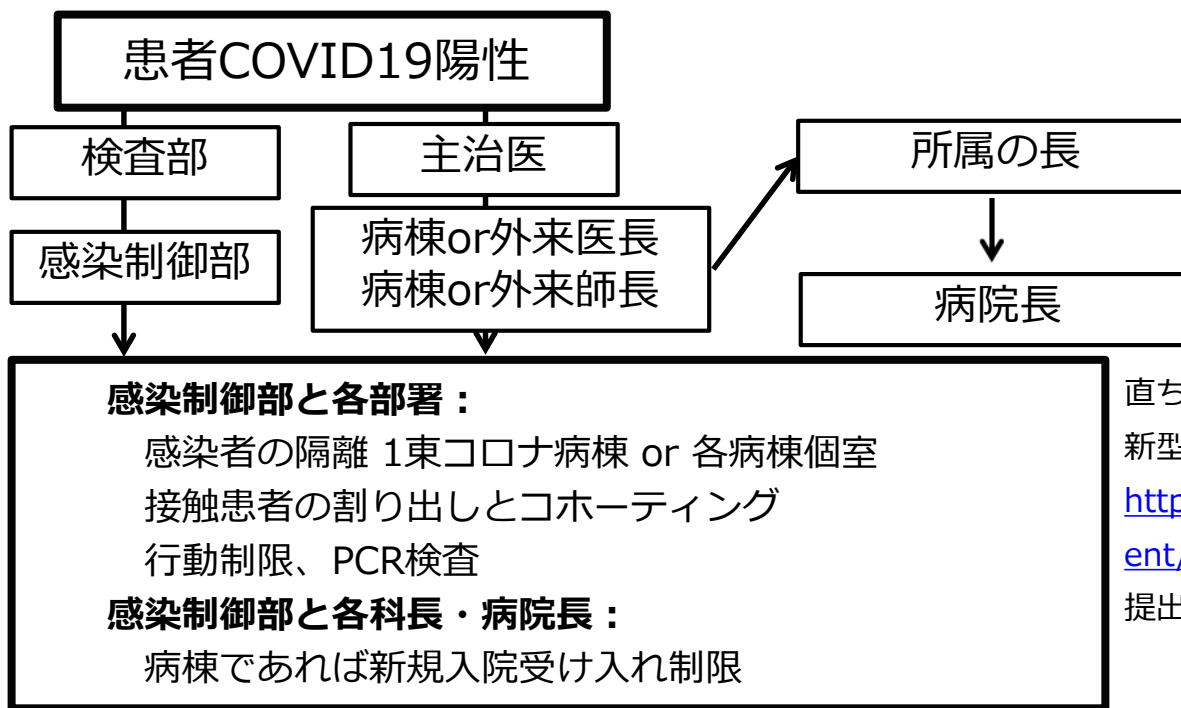 患者COVID19陽性
検査部
主治医
所属の長
感染制御部
病棟or外来医長
病棟or外来師長
病院長
感染制御部と各部署：
感染者の隔離 1東コロナ病棟 or 各病棟個室
接触患者の割り出しとコホーティング
行動制限、PCR検査
感染制御部と各科長・病院長：
病棟であれば新規入院受け入れ制限
直ち
新型
http
ent/
提出